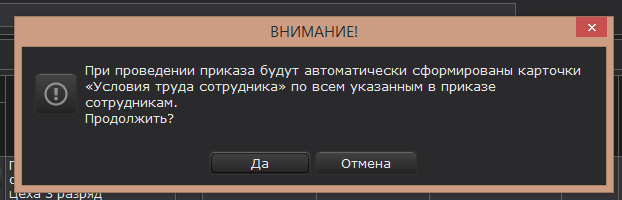 ВНИМАНИЕ!
При проведении приказа будут автоматически сформированы карточки
«Условия труда сотрудника» по всем указанным в приказе
сотрудникам.
Продолжить?
Да
Отмена
Цеха 3 разряд